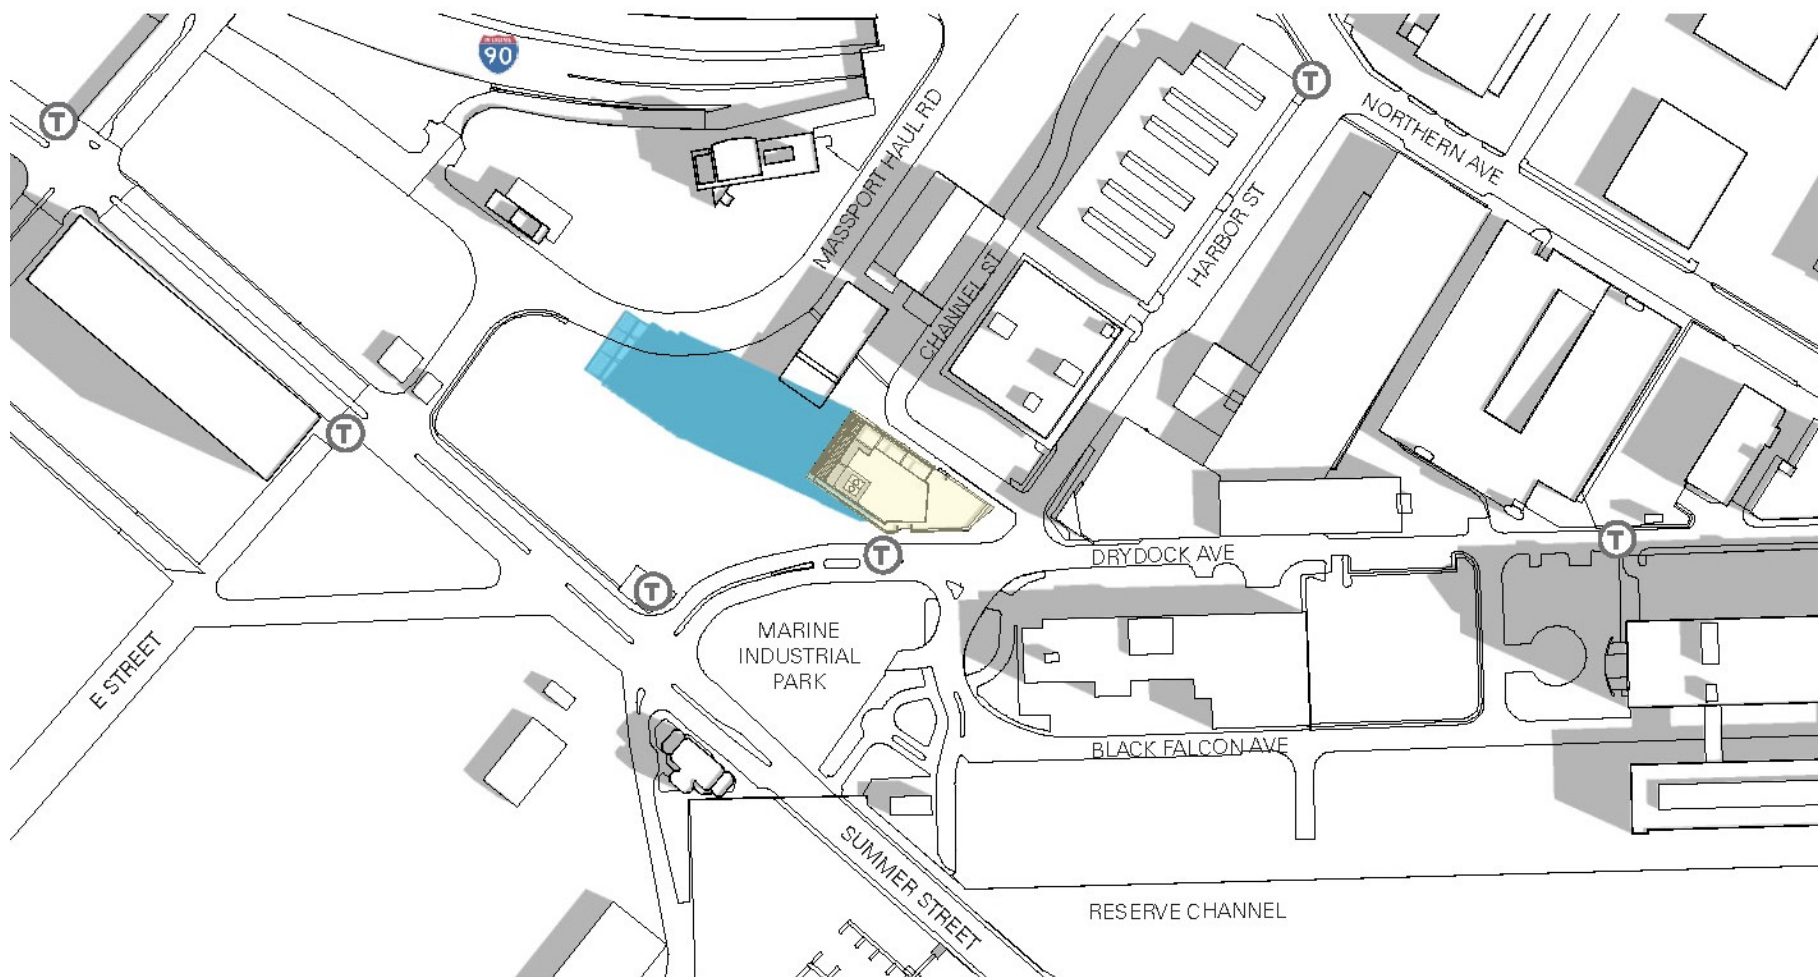 90
T
T
NORTHERN AVE
MASSPORT HAUL RD
HARBOR ST
CHANNEL ST
T
T
T
DRYDOCK AVE
T
MARINE
INDUSTRIAL
PARK
E STREET
BLACK FALCON AVE
SUMMER STREET
RESERVE CHANNEL